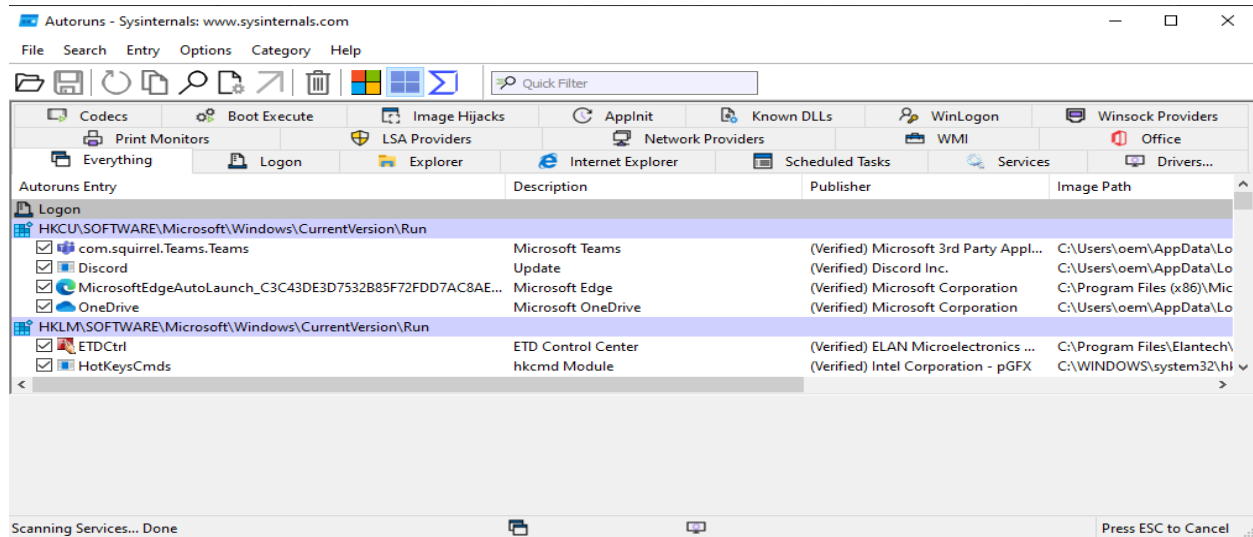 Autoruns - Sysinternals: www.sysinternals.com
File Search Entry Options Category Help
Quick Filter
Codecs Boot Execute Image Hijacks AppInit Known DLLs WinLogon Winsock Providers
Print Monitors LSA Providers Network Providers WMI Office
Everything Logon Explorer Internet Explorer Scheduled Tasks Services Drivers...
Autoruns Entry Description Publisher Image Path
Logon
HKCU\SOFTWARE\Microsoft\Windows\CurrentVersion\Run
com.squirrel.Teams.Teams Microsoft Teams (Verified) Microsoft 3rd Party Appl... C:\Users\oem\AppData\Lo
Discord Update (Verified) Discord Inc. C:\Users\oem\AppData\Lo
MicrosoftEdgeAutoLaunch_C3C43DE3D7532B85F72FDD7AC8AE... Microsoft Edge (Verified) Microsoft Corporation C:\Program Files (x86)\Mic
OneDrive Microsoft OneDrive (Verified) Microsoft Corporation C:\Users\oem\AppData\Lo
HKLM\SOFTWARE\Microsoft\Windows\CurrentVersion\Run
ETDCtrl ETD Control Center (Verified) ELAN Microelectronics ... C:\Program Files\Elantech\
HotKeysCmds hkcmd Module (Verified) Intel Corporation - pGFX C:\WINDOWS\system32\hk
Scanning Services... Done Press ESC to Cancel